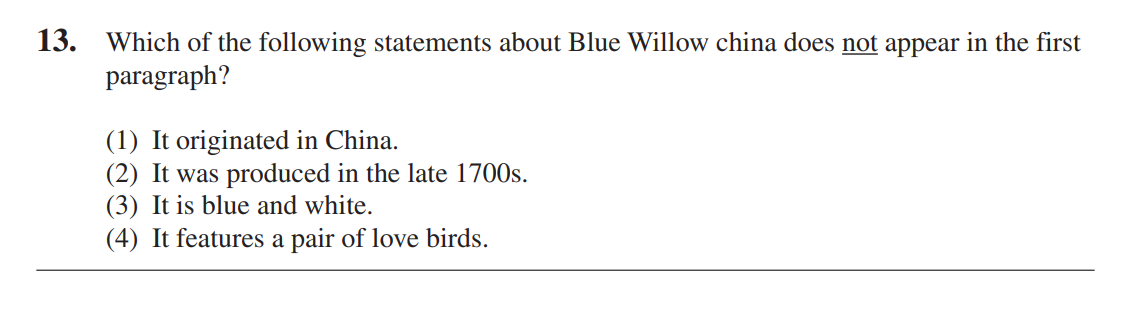 13. Which of the following statements about Blue Willow china does not appear in the first
paragraph?
(1) It originated in China.
(2) It was produced in the late 1700s.
(3) It is blue and white.
(4) It features a pair of love birds.